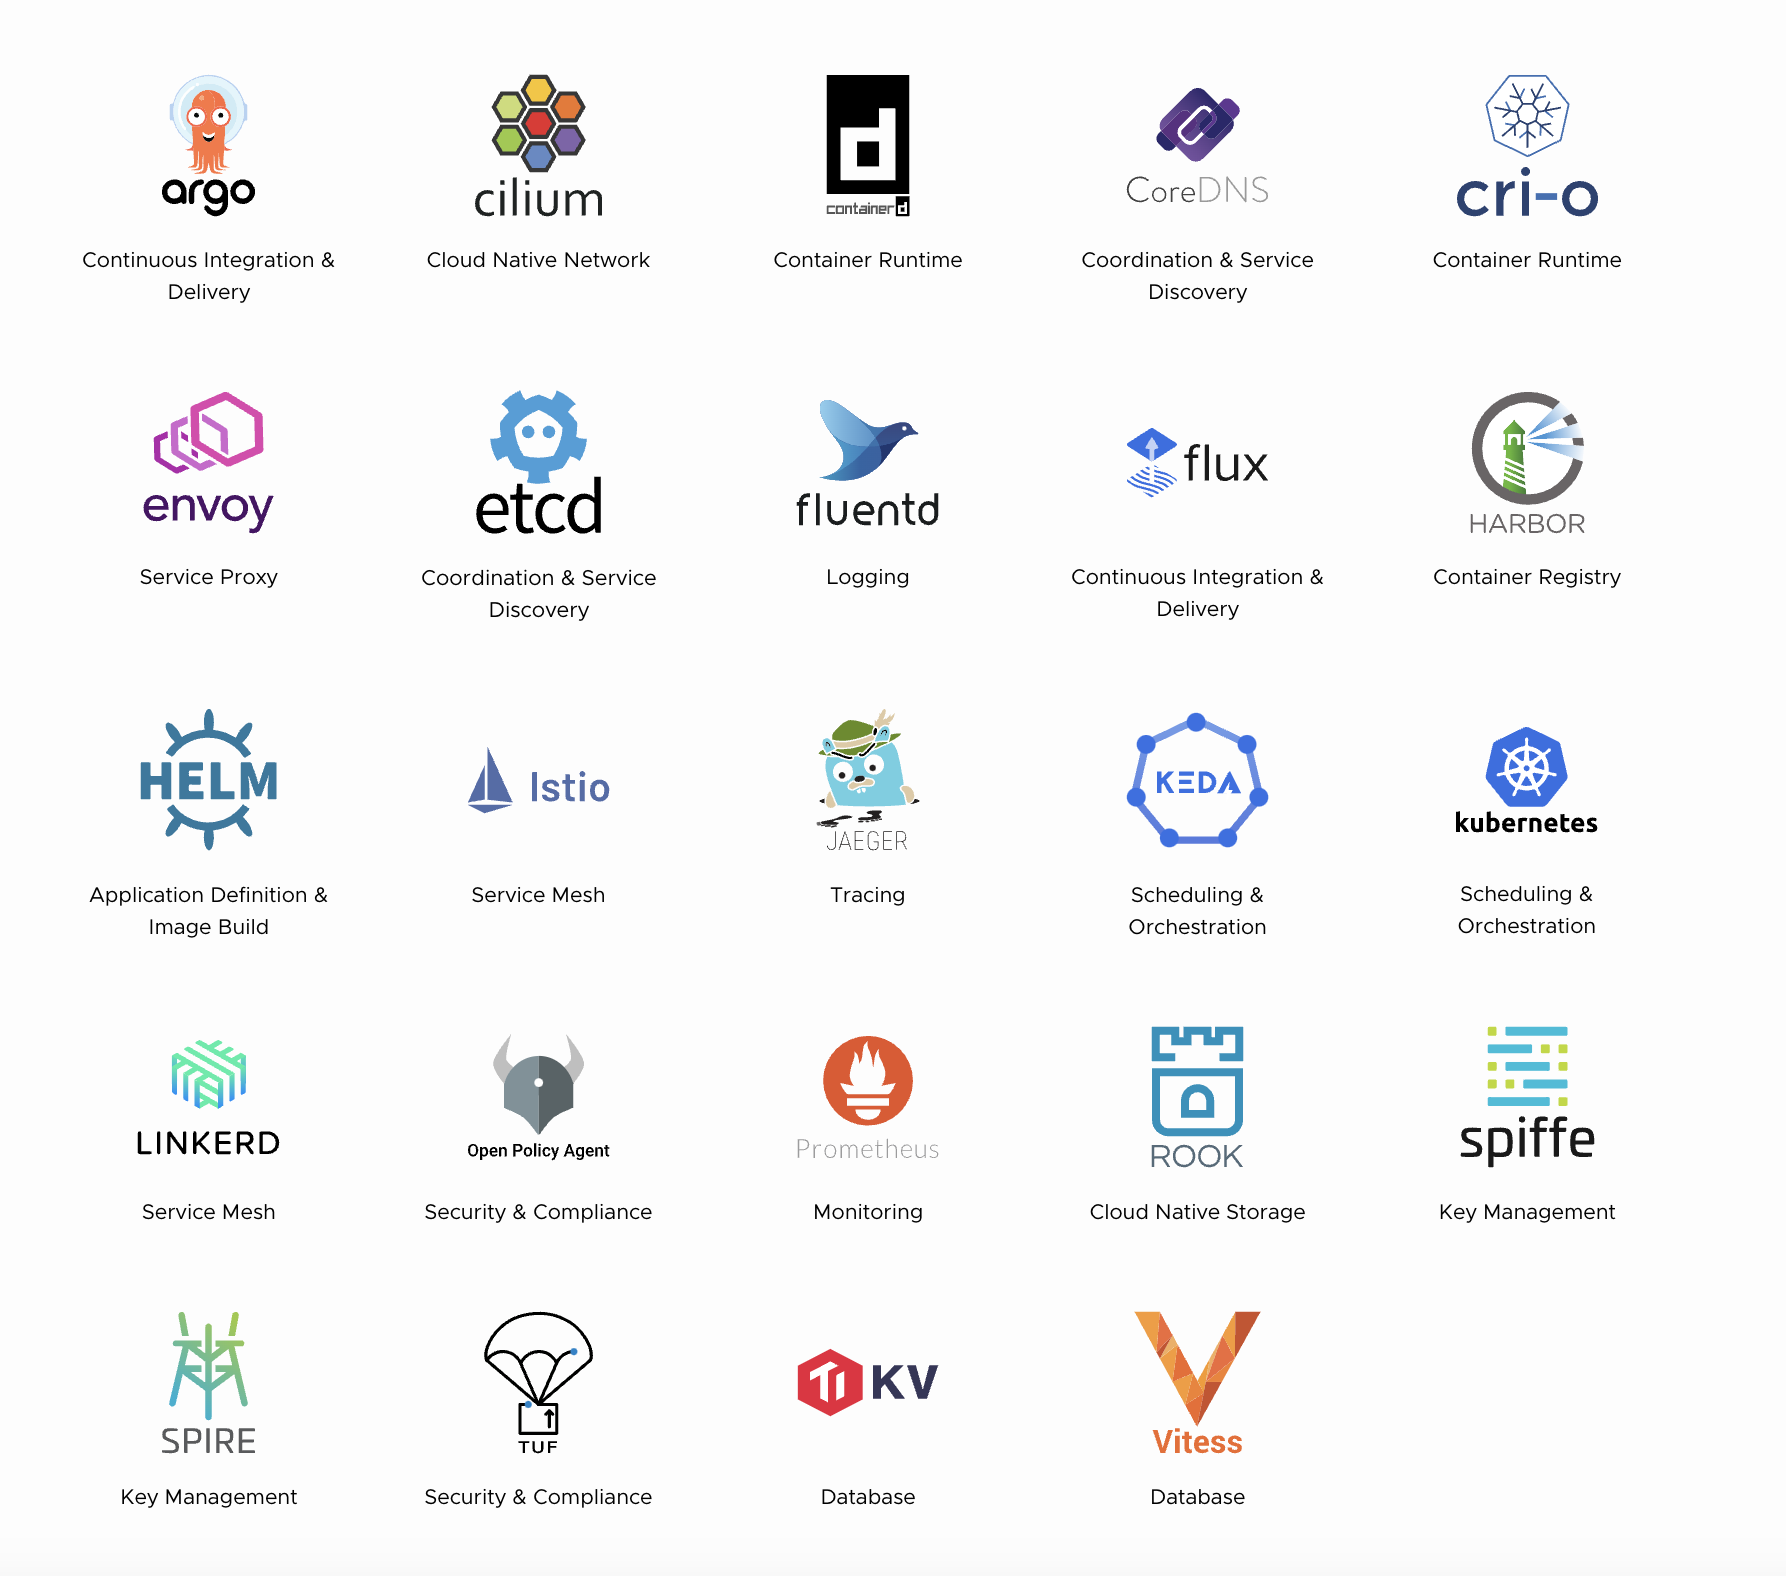 argo
cilium
containerd
CoreDNS
cri-o
Continuous Integration &
Delivery
Cloud Native Network
Container Runtime
Coordination & Service
Discovery
Container Runtime
envoy
etcd
fluentd
flux
HARBOR
Service Proxy
Coordination & Service
Discovery
Logging
Continuous Integration &
Delivery
Container Registry
HELM
Istio
JAEGER
KEDA
kubernetes
Application Definition &
Image Build
Service Mesh
Tracing
Scheduling &
Orchestration
Scheduling &
Orchestration
LINKERD
Open Policy Agent
Prometheus
ROOK
spiffe
Service Mesh
Security & Compliance
Monitoring
Cloud Native Storage
Key Management
SPIRE
TUF
TiKV
Vitess
Key Management
Security & Compliance
Database
Database